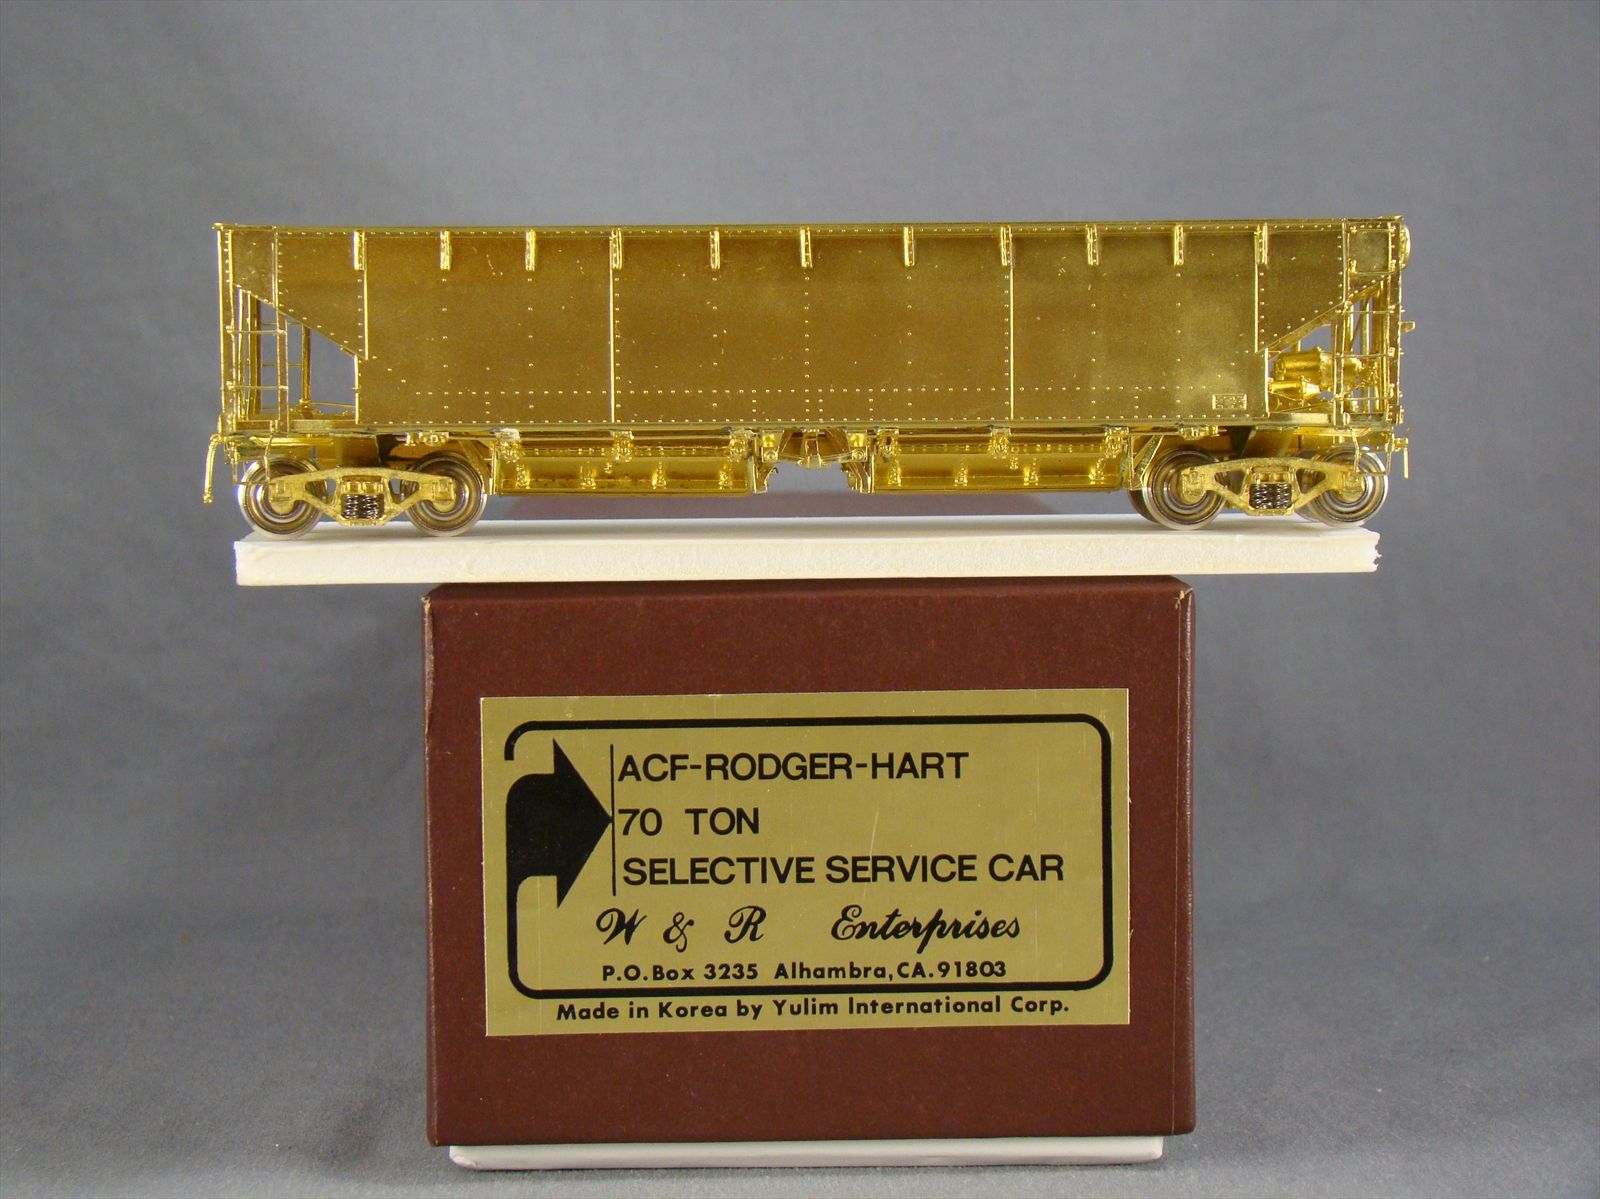 ACF-RODGER-HART
70 TON
SELECTIVE SERVICE CAR
W & R Enterprises
P.O.Box 3235 Alhambra,CA.91803
Made in Korea by Yulim International Corp.